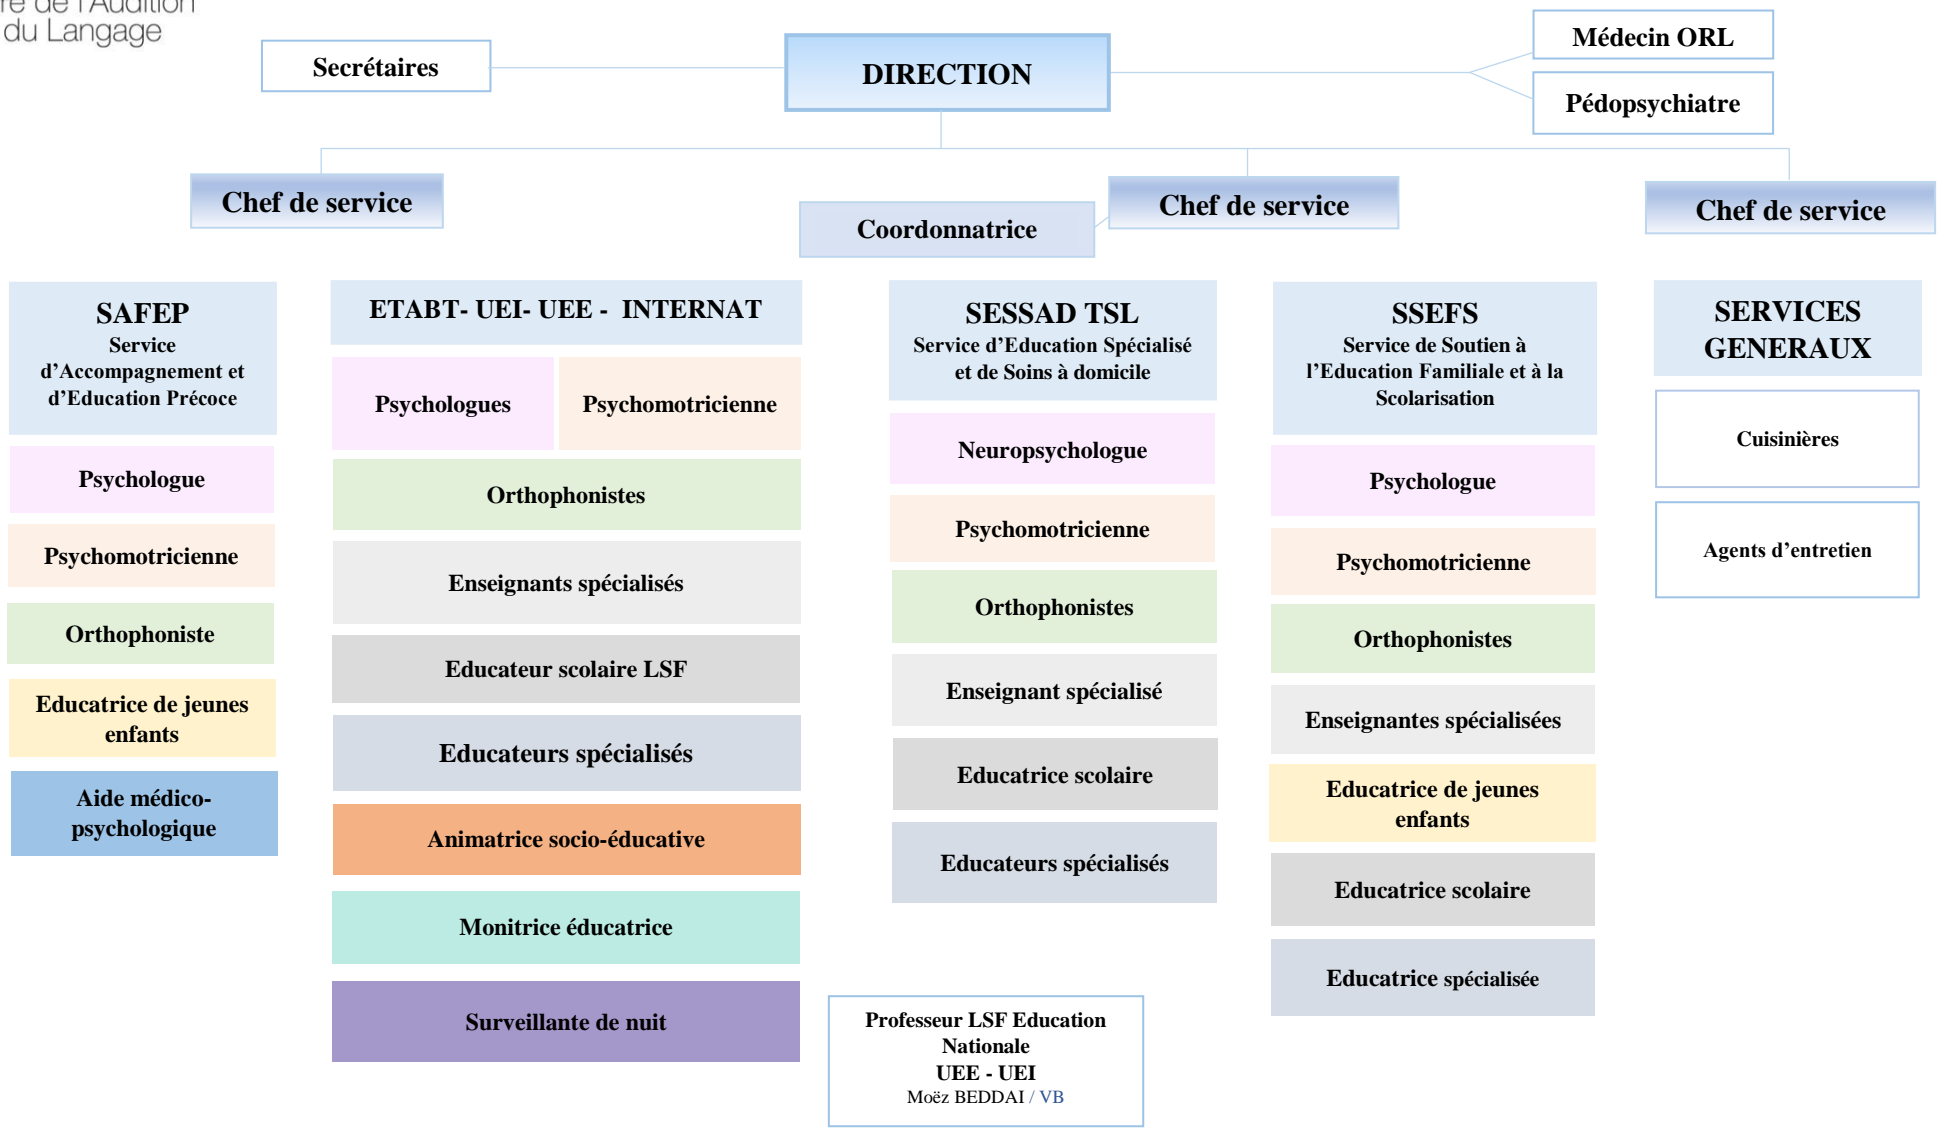 de l'Audition
du Langage
Secrétaires
DIRECTION
Médecin ORL
Pédopsychiatre
Chef de service
Coordonnatrice
Chef de service
Chef de service
SAFEP
Service
d’Accompagnement et
d’Education Précoce
Psychologue
Psychomotricienne
Orthophoniste
Educatrice de jeunes
enfants
Aide médico-
psychologique
ETABT- UEI- UEE - INTERNAT
Psychologues
Psychomotricienne
Orthophonistes
Enseignants spécialisés
Educateur scolaire LSF
Educateurs spécialisés
Animatrice socio-éducative
Monitrice éducatrice
Surveillante de nuit
SESSAD TSL
Service d’Education Spécialisé
et de Soins à domicile
Neuropsychologue
Psychomotricienne
Orthophonistes
Enseignant spécialisé
Educatrice scolaire
Educateurs spécialisés
Professeur LSF Education
Nationale
UEE - UEI
Moëz BEDDAI / VB
SSEFS
Service de Soutien à
l’Education Familiale et à la
Scolarisation
Psychologue
Psychomotricienne
Orthophonistes
Enseignantes spécialisées
Educatrice de jeunes
enfants
Educatrice scolaire
Educatrice spécialisée
SERVICES
GENERAUX
Cuisinières
Agents d’entretien